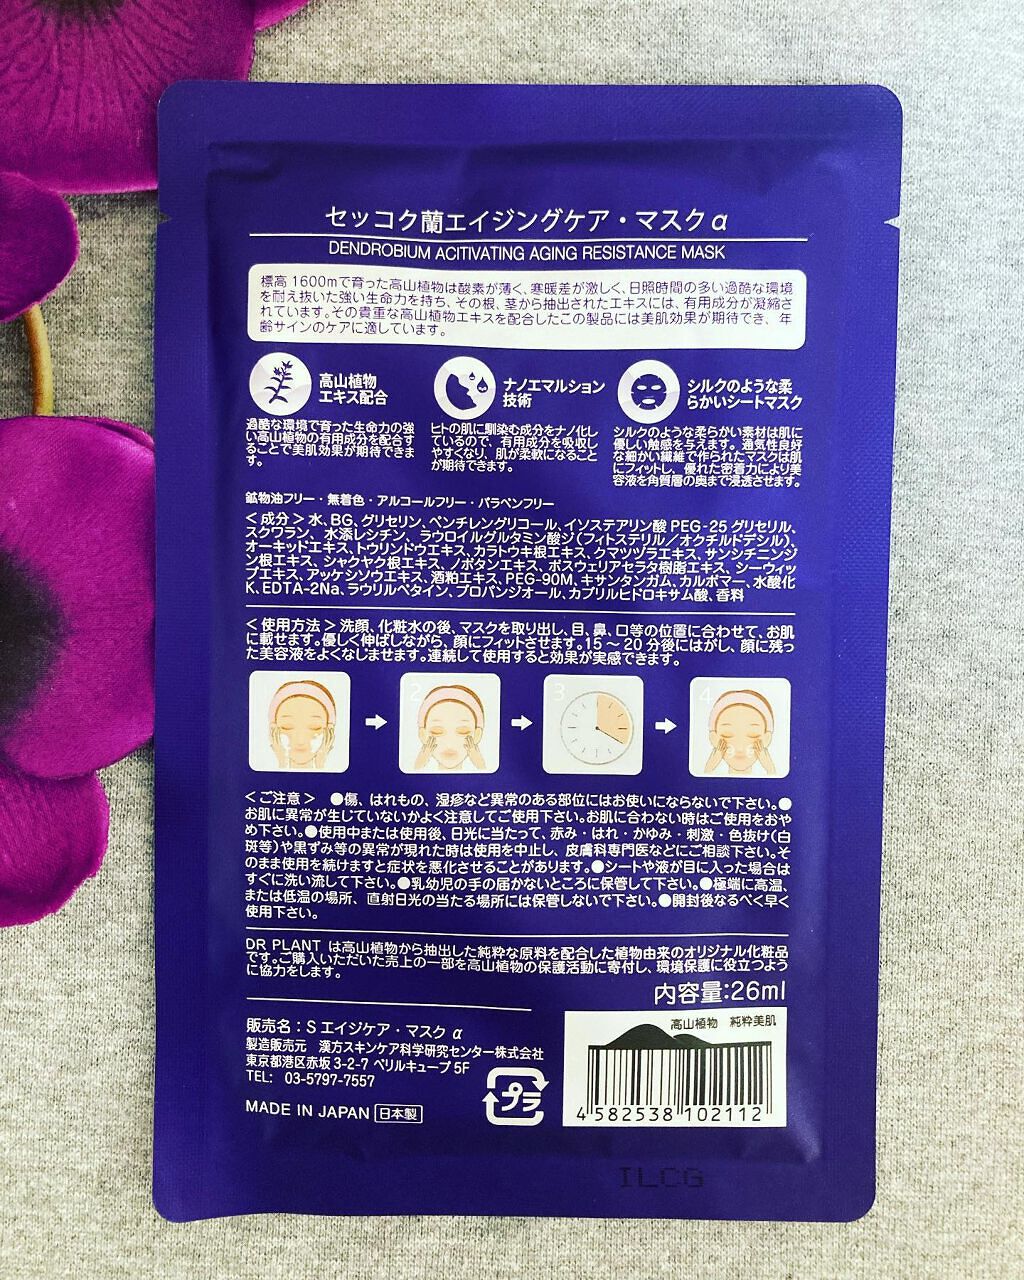 セッコク蘭エイジングケア・マスクα
DENDROBIUM ACITIVATING AGING RESISTANCE MASK
標高1600mで育った高山植物は酸素が薄く、寒暖差が激しく、日照時間の多い過酷な環境
を耐え抜いた強い生命力を持ち、その根、茎から抽出されたエキスには、有用成分が凝縮さ
れています。その貴重な高山植物エキスを配合したこの製品には美肌効果が期待でき、年
齢サインのケアに適しています。
高山植物
エキス配合
過酷な環境で育った生命力の強
い高山植物の有用成分を配合す
ることで美肌効果が期待できま
す。
ナノエマルション
技術
ヒトの肌に馴染む成分をナノ化し
ているので、有用成分を吸収し
やすくなり、肌が柔軟になること
が期待できます。
シルクのような柔
らかいシートマスク
シルクのような柔らかい素材は肌に
優しい触感を与えます。通気性良好
な細かい繊維で作られたマスクは肌
にフィットし、優れた密着力により美
容液を角質層の奥まで浸透させます。
鉱物油フリー・無着色・アルコールフリー・パラベンフリー
<成分>水、BG、グリセリン、ペンチレングリコール、イソステアリン酸PEG-25グリセリル、
スクワラン、水添レシチン、ラウロイルグルタミン酸ジ(フィトステリル/オクチルドデシル)、
オーキッドエキス、トウリンドウエキス、カラトウキ根エキス、クマツヅラエキス、サンシチニンジ
ン根エキス、シャクヤク根エキス、ノボタンエキス、ボスウェリアセラタ樹脂エキス、シーウィッ
プエキス、アッケシソウエキス、酒粕エキス、PEG-90M、キサンタンガム、カルボマー、水酸化
K、EDTA-2Na、ラウリルベタイン、プロパンジオール、カプリルヒドロキサム酸、香料
<使用方法>洗顔、化粧水の後、マスクを取り出し、目、鼻、口等の位置に合わせて、お肌
に載せます。優しく伸ばしながら、顔にフィットさせます。15～20分後にはがし、顔に残っ
た美容液をよくなじませます。連続して使用すると効果が実感できます。
2
3
4
<ご注意> ●傷、はれもの、湿疹など異常のある部位にはお使いにならないで下さい。●
お肌に異常が生じていないかよく注意してご使用下さい。お肌に合わない時はご使用をおや
め下さい。●使用中または使用後、日光に当たって、赤み・はれ・かゆみ・刺激・色抜け(白
斑等)や黒ずみ等の異常が現れた時は使用を中止し、皮膚科専門医などにご相談下さい。そ
のまま使用を続けますと症状を悪化させることがあります。●シートや液が目に入った場合は
すぐに洗い流して下さい。●乳幼児の手の届かないところに保管して下さい。●極端に高温、
または低温の場所、直射日光の当たる場所には保管しないで下さい。●開封後なるべく早く
使用下さい。
DR PLANT は高山植物から抽出した純粋な原料を配合した植物由来のオリジナル化粧品
です。ご購入いただいた売上の一部を高山植物の保護活動に寄付し、環境保護に役立つよう
に協力をします。
内容量:26ml
販売名：S エイジケア・マスク α
製造販売元 漢方スキンケア科学研究センター株式会社
東京都港区赤坂3-2-7 ベリルキューブ5F
TEL: 03-5797-7557
MADE IN JAPAN 日本製
プラ
高山植物 純粋美肌
4 582538 102112
ILCG